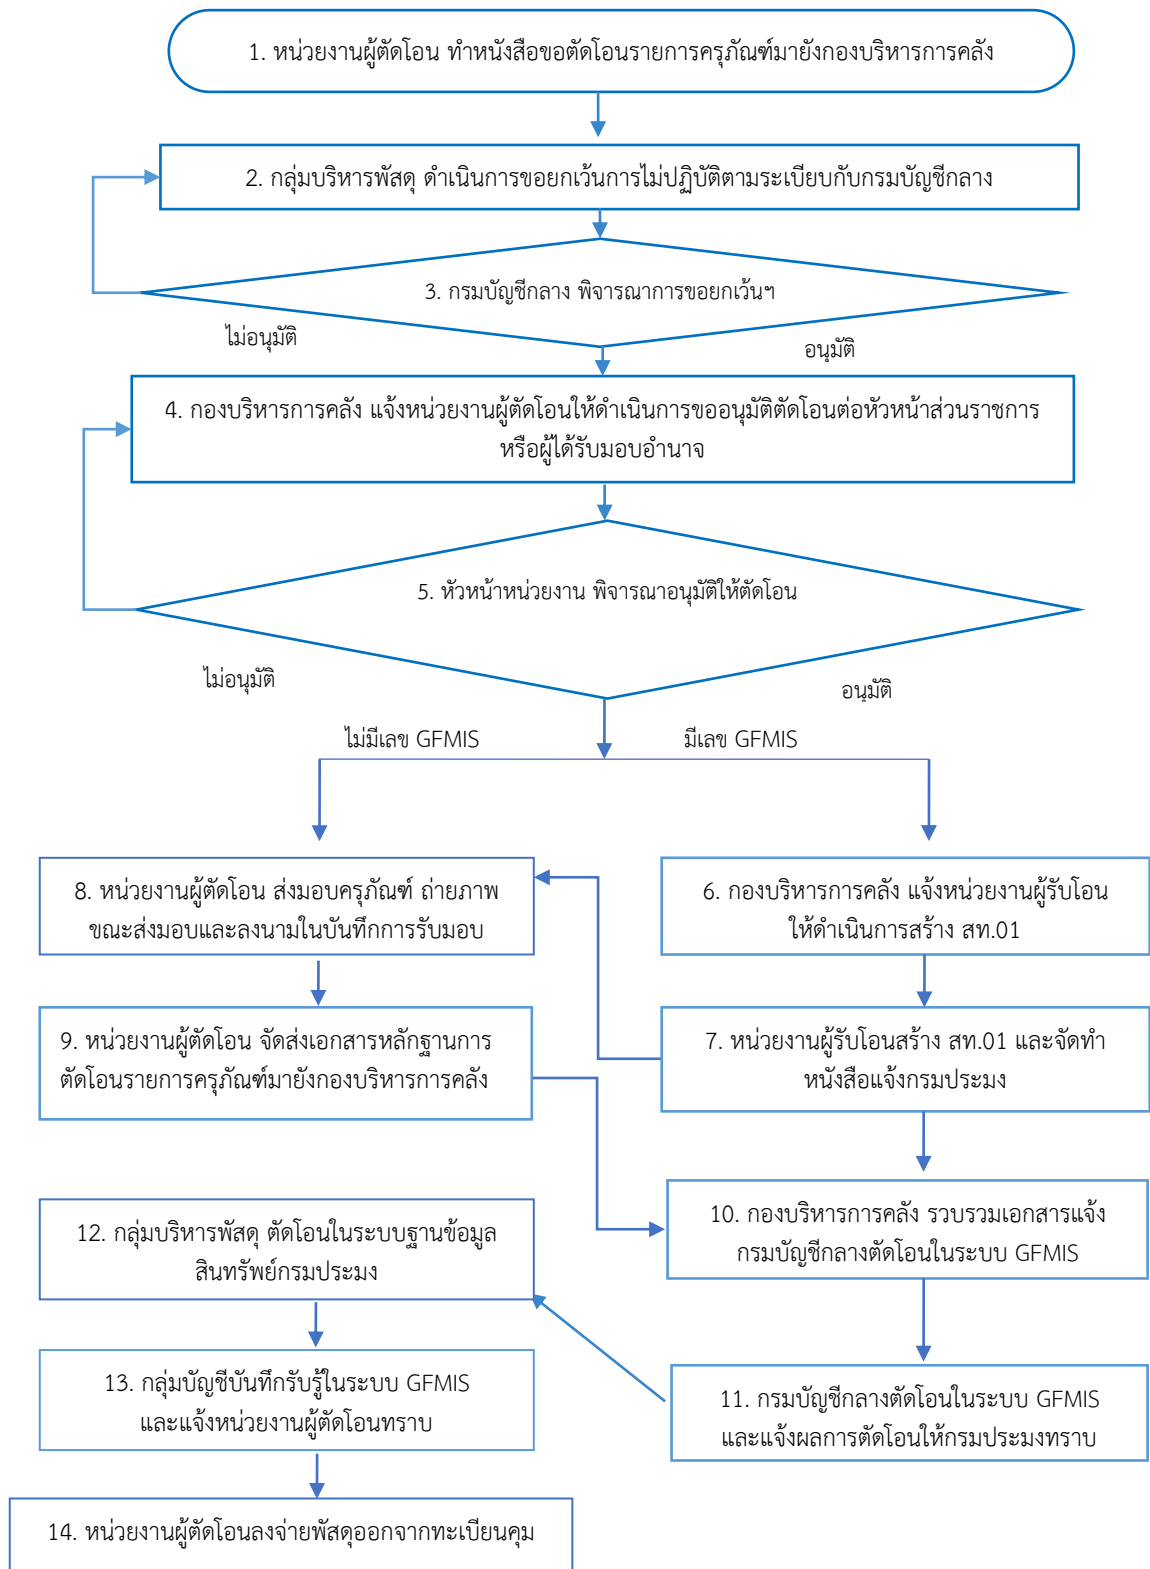 1. หน่วยงานผู้ตัดโอน ทำหนังสือขอตัดโอนรายการครุภัณฑ์มายังกองบริหารการคลัง
2. กลุ่มบริหารพัสดุ ดำเนินการขอยกเว้นการไม่ปฏิบัติตามระเบียบกับกรมบัญชีกลาง
3. กรมบัญชีกลาง พิจารณาการขอยกเว้นฯ
ไม่อนุมัติ
อนุมัติ
4. กองบริหารการคลัง แจ้งหน่วยงานผู้ตัดโอนให้ดำเนินการขออนุมัติตัดโอนต่อหัวหน้าส่วนราชการ
หรือผู้ได้รับมอบอำนาจ
5. หัวหน้าหน่วยงาน พิจารณาอนุมัติให้ตัดโอน
ไม่อนุมัติ
อนุมัติ
ไม่มีเลข GFMIS
มีเลข GFMIS
8. หน่วยงานผู้ตัดโอน ส่งมอบครุภัณฑ์ ถ่ายภาพ
ขณะส่งมอบและลงนามในบันทึกการรับมอบ
6. กองบริหารการคลัง แจ้งหน่วยงานผู้รับโอน
ให้ดำเนินการสร้าง สท.01
9. หน่วยงานผู้ตัดโอน จัดส่งเอกสารหลักฐานการ
ตัดโอนรายการครุภัณฑ์มายังกองบริหารการคลัง
7. หน่วยงานผู้รับโอนสร้าง สท.01 และจัดทำ
หนังสือแจ้งกรมประมง
12. กลุ่มบริหารพัสดุ ตัดโอนในระบบฐานข้อมูล
สินทรัพย์กรมประมง
10. กองบริหารการคลัง รวบรวมเอกสารแจ้ง
กรมบัญชีกลางตัดโอนในระบบ GFMIS
13. กลุ่มบัญชีบันทึกรับรู้ในระบบ GFMIS
และแจ้งหน่วยงานผู้ตัดโอนทราบ
11. กรมบัญชีกลางตัดโอนในระบบ GFMIS
และแจ้งผลการตัดโอนให้กรมประมงทราบ
14. หน่วยงานผู้ตัดโอนลงจ่ายพัสดุออกจากทะเบียนคุม